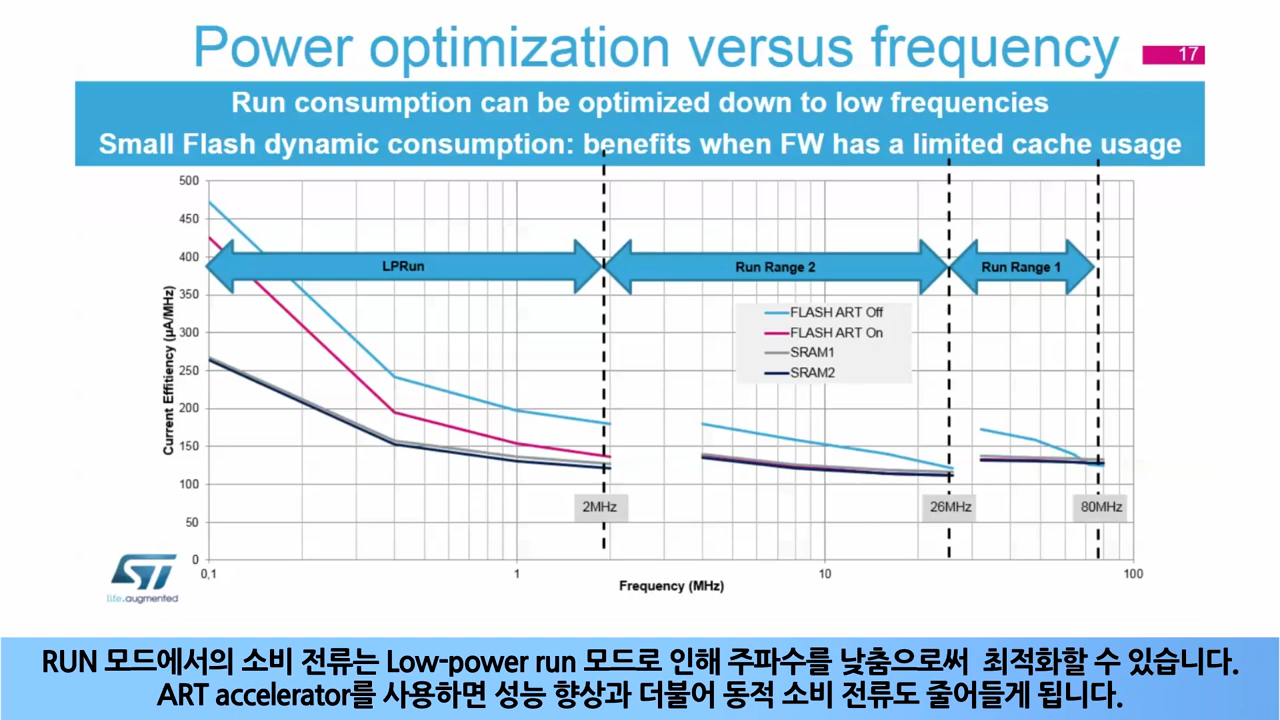 Power optimization versus frequency
17
Run consumption can be optimized down to low frequencies
Small Flash dynamic consumption: benefits when FW has a limited cache usage
500
450
400
350
300
250
200
150
100
50
0
Current Effitiency (µA/MHz)
LPRun
Run Range 2
Run Range 1
FLASH ART Off
FLASH ART On
SRAM1
SRAM2
2MHz
26MHz
80MHz
0,1
1
10
100
Frequency (MHz)
ST
life.augmented
RUN 모드에서의 소비 전류는 Low-power run 모드로 인해 주파수를 낮춤으로써 최적화할 수 있습니다.
ART accelerator를 사용하면 성능 향상과 더불어 동적 소비 전류도 줄어들게 됩니다.